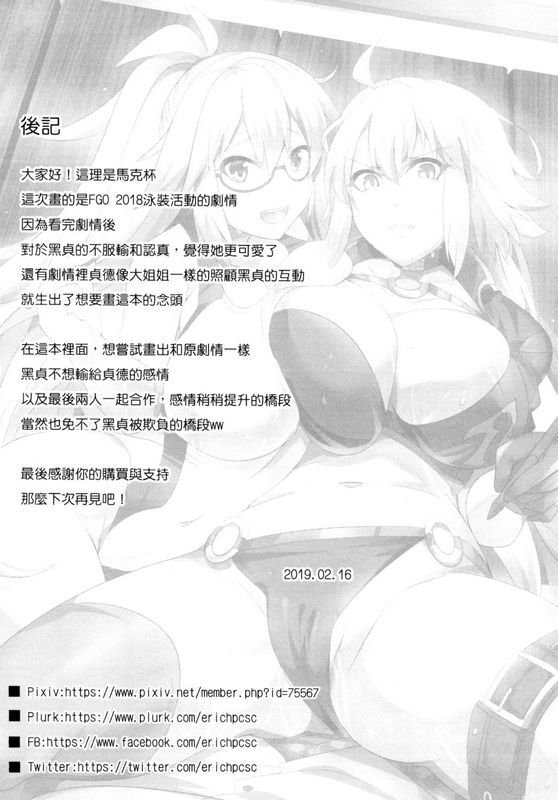 後記
大家好！這理是馬克杯
這次畫的是FGO 2018泳裝活動的劇情
因為看完劇情後
對於黑貞的不服輸和認真，覺得她更可愛了
還有劇情裡貞德像大姐姐一樣的照顧黑貞的互動
就生出了想要畫這本的念頭
在這本裡面，想嘗試畫出和原劇情一樣
黑貞不想輸給貞德的感情
以及最後兩人一起合作，感情稍稍提升的橋段
當然也免不了黑貞被欺負的橋段ww
最後感謝你的購買與支持
那麼下次再見吧！
2019.02.16
■ Pixiv:https://www.pixiv.net/member.php?id=75567
■ Plurk:https://www.plurk.com/erichpcsc
■ FB:https://www.facebook.com/erichpcsc
■ Twitter:https://twitter.com/erichpcsc